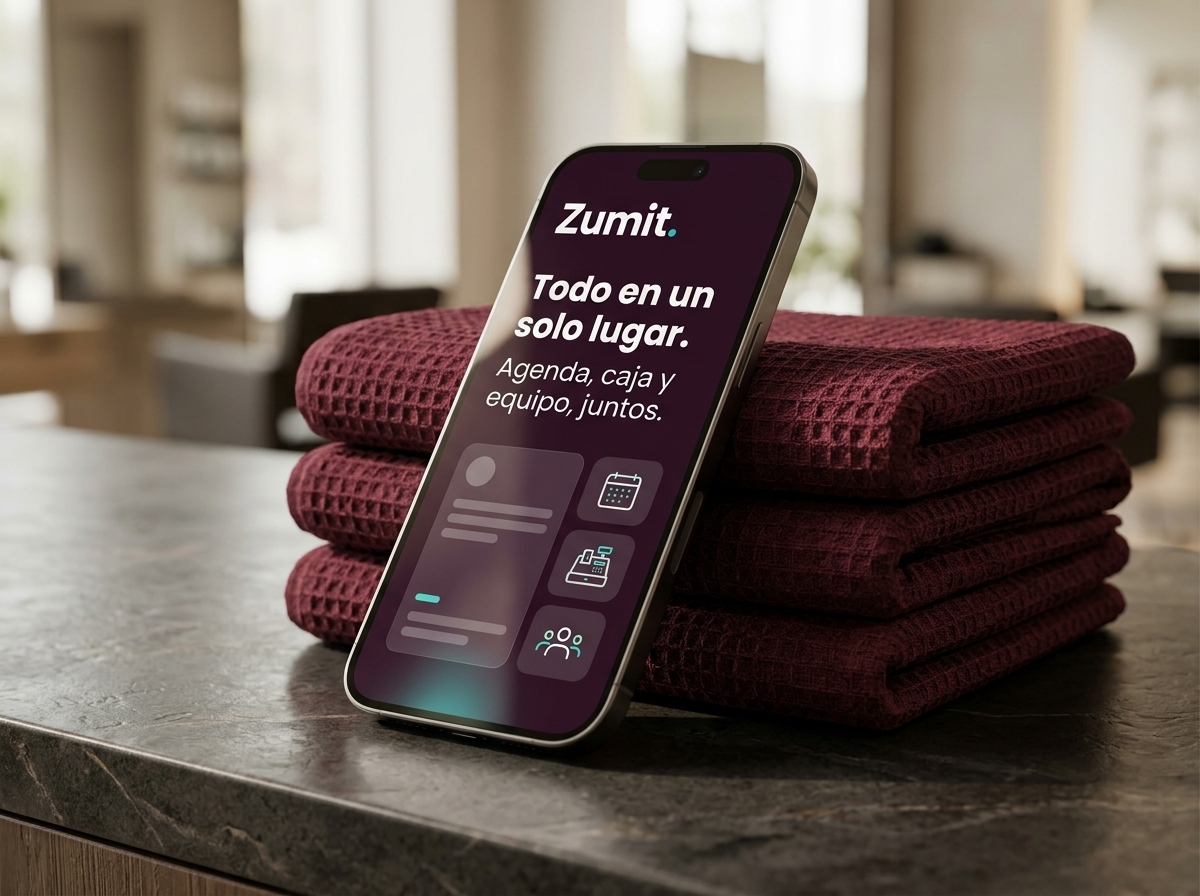 Zumit.
Todo en un
solo lugar.
Agenda, caja y
equipo, juntos.